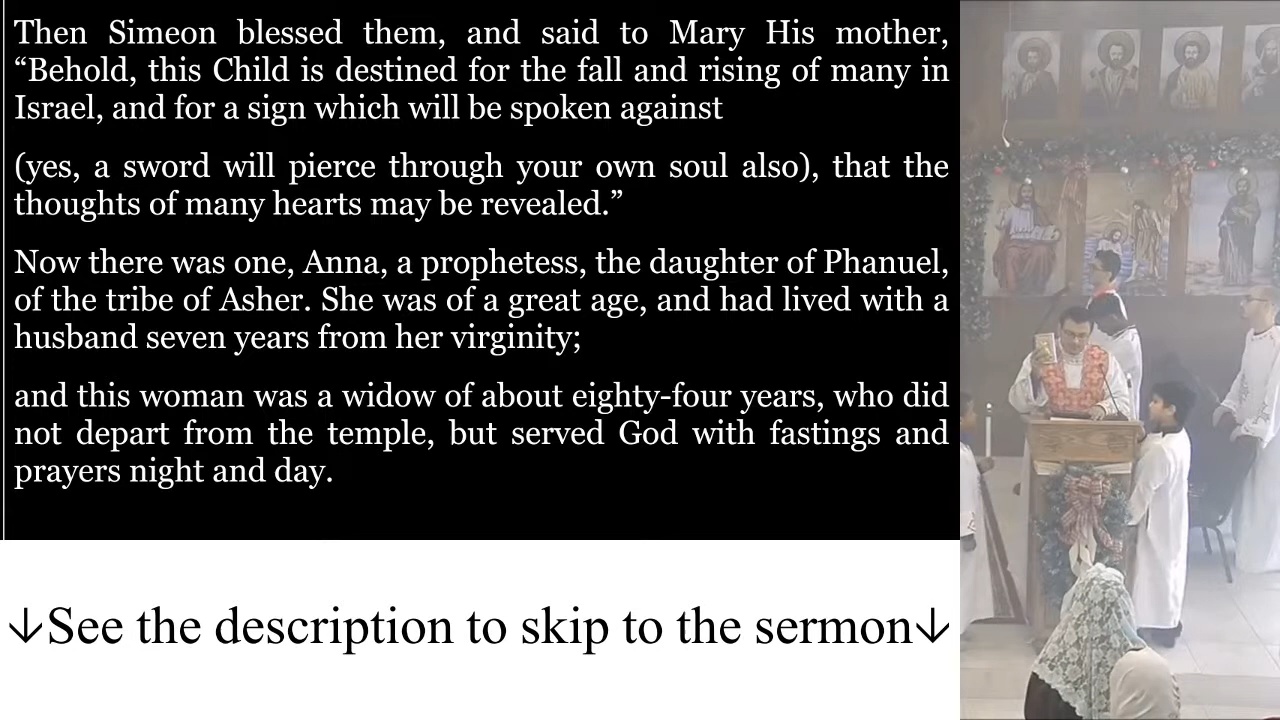 Then Simeon blessed them, and said to Mary His mother,
“Behold, this Child is destined for the fall and rising of many in
Israel, and for a sign which will be spoken against
(yes, a sword will pierce through your own soul also), that the
thoughts of many hearts may be revealed.”
Now there was one, Anna, a prophetess, the daughter of Phanuel,
of the tribe of Asher. She was of a great age, and had lived with a
husband seven years from her virginity;
and this woman was a widow of about eighty-four years, who did
not depart from the temple, but served God with fastings and
prayers night and day.
↓See the description to skip to the sermon↓